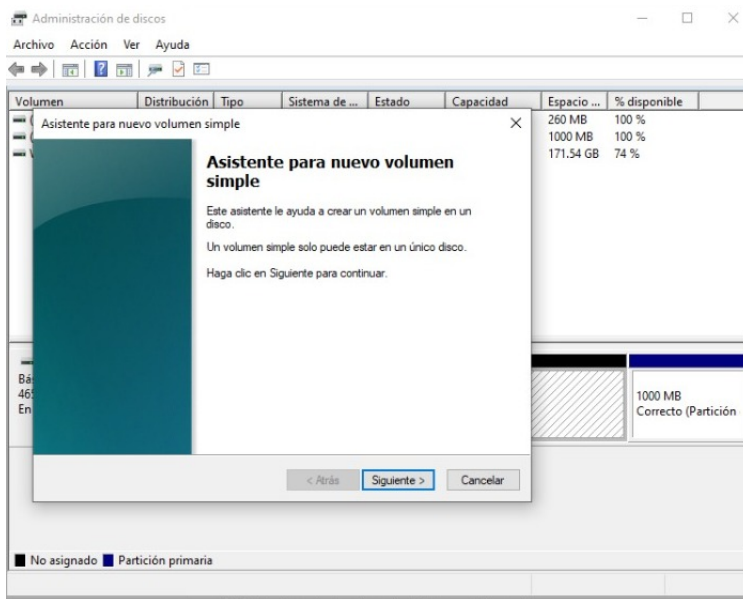 Administración de discos
Archivo Acción Ver Ayuda
Volumen Distribución Tipo Sistema de ... Estado Capacidad Espacio ... % disponible
260 MB 100 %
1000 MB 100 %
171.54 GB 74 %
Asistente para nuevo volumen simple
Asistente para nuevo volumen
simple
Este asistente le ayuda a crear un volumen simple en un
disco.
Un volumen simple solo puede estar en un único disco.
Haga clic en Siguiente para continuar.
< Atrás Siguiente > Cancelar
Bá
465
En
1000 MB
Correcto (Partición
No asignado Partición primaria